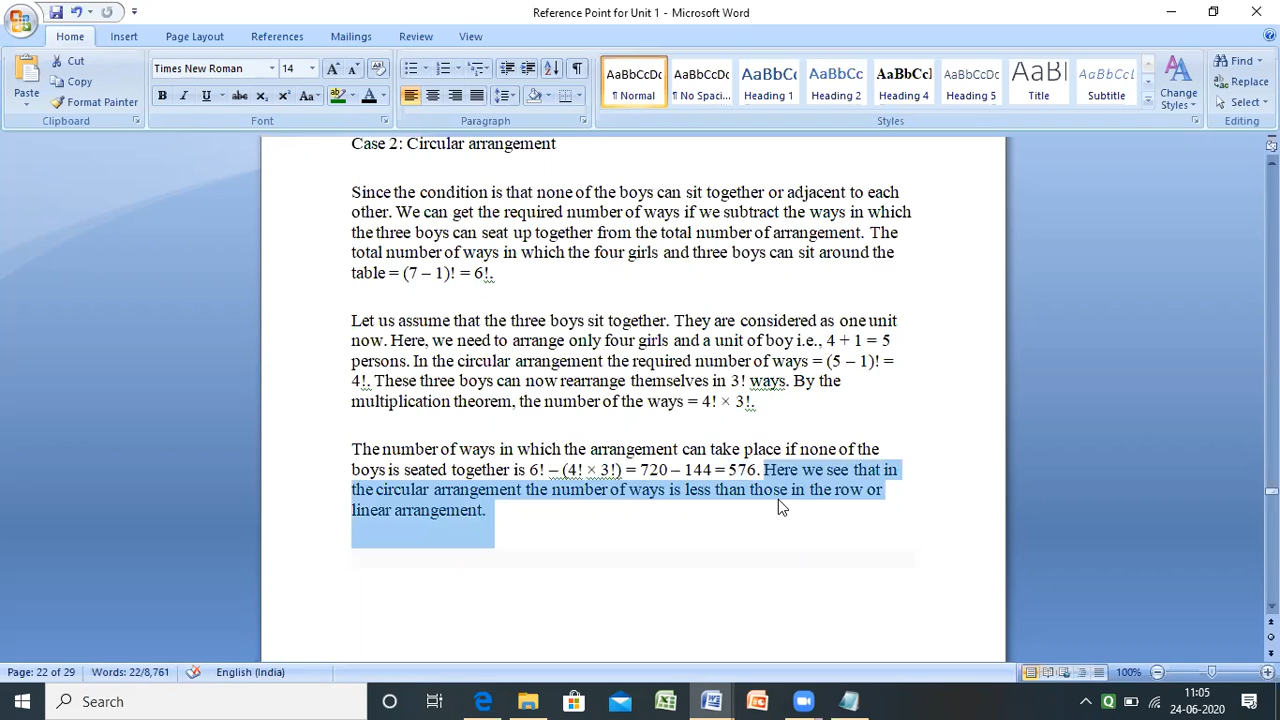 Reference Point for Unit 1 - Microsoft Word
Home Insert Page Layout References Mailings Review View
Paste
Cut
Copy
Format Painter
Clipboard
Times New Roman 14
B I U abc X₂ X² Aa
Font
Paragraph
AaBbCcDc ¶ Normal
AaBbCcDc ¶ No Spaci...
AaBbC Heading 1
AaBbCc Heading 2
AaBbCc Heading 4
AaBbCcDc Heading 5
AaBl Title
AaBbCc. Subtitle
Change Styles
Styles
Find
Replace
Select
Editing
Case 2: Circular arrangement
Since the condition is that none of the boys can sit together or adjacent to each
other. We can get the required number of ways if we subtract the ways in which
the three boys can seat up together from the total number of arrangement. The
total number of ways in which the four girls and three boys can sit around the
table = (7 – 1)! = 6!.
Let us assume that the three boys sit together. They are considered as one unit
now. Here, we need to arrange only four girls and a unit of boy i.e., 4 + 1 = 5
persons. In the circular arrangement the required number of ways = (5 – 1)! =
4!. These three boys can now rearrange themselves in 3! ways. By the
multiplication theorem, the number of the ways = 4! × 3!.
The number of ways in which the arrangement can take place if none of the
boys is seated together is 6! – (4! × 3!) = 720 – 144 = 576. Here we see that in
the circular arrangement the number of ways is less than those in the row or
linear arrangement.
Page: 22 of 29 Words: 22/8,761 English (India) 100%
Search
11:05
24-06-2020